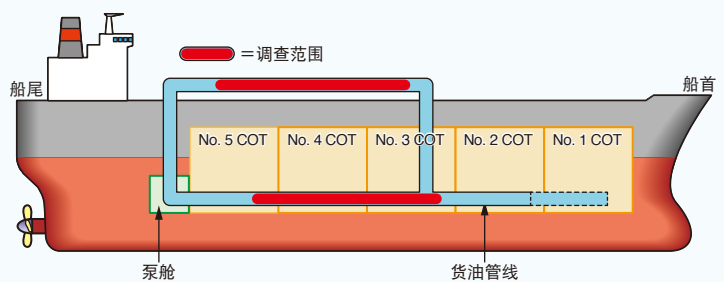 ＝调查范围
船尾
船首
No. 5 COT
No. 4 COT
No. 3 COT
No. 2 COT
No. 1 COT
泵舱
货油管线